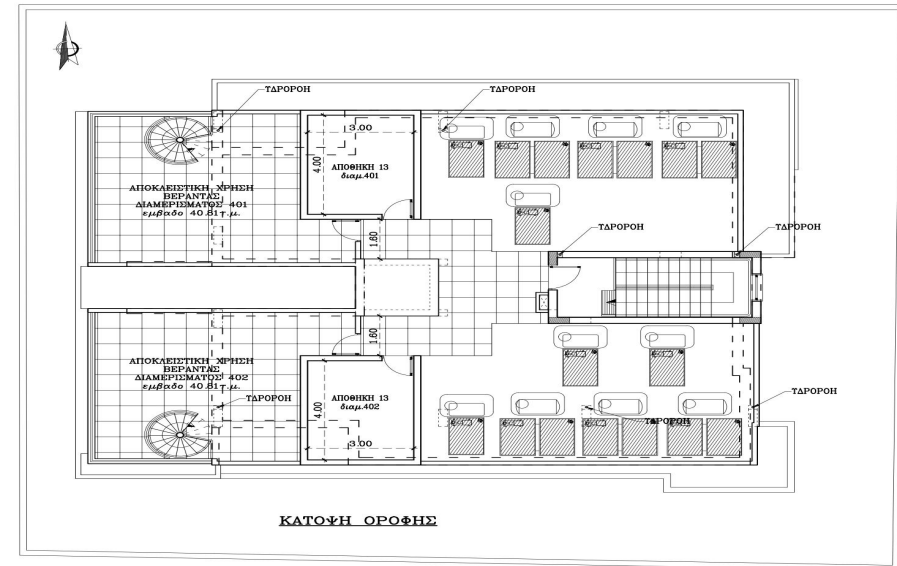 ΤΔΡΟΡΟΗ
ΤΔΡΟΡΟΗ
3.00
4.00
ΑΠΟΘΗΚΗ 13
διαμ.401
ΑΠΟΚΛΕΙΣΤΙΚΗ ΧΡΗΣΗ
ΒΕΡΑΝΤΑΣ
ΔΙΑΜΕΡΙΣΜΑΤΟΣ 401
εμβαδο 40.81τ.μ.
1.60
ΤΔΡΟΡΟΗ
ΤΔΡΟΡΟΗ
1.60
ΑΠΟΚΛΕΙΣΤΙΚΗ ΧΡΗΣΗ
ΒΕΡΑΝΤΑΣ
ΔΙΑΜΕΡΙΣΜΑΤΟΣ 402
εμβαδο 40.81τ.μ.
ΤΔΡΟΡΟΗ
ΑΠΟΘΗΚΗ 13
διαμ.402
4.00
3.00
ΤΔΡΟΡΟΗ
ΤΔΡΟΡΟΗ
ΚΑΤΟΨΗ ΟΡΟΦΗΣ